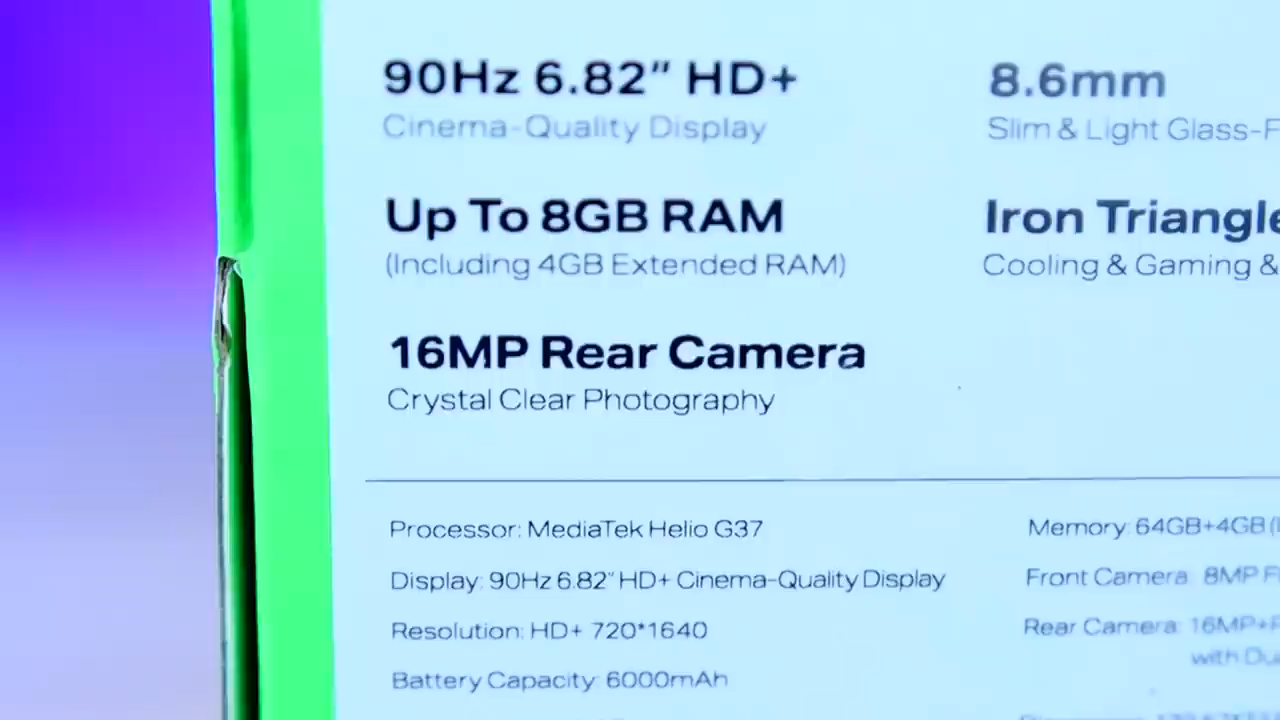 90Hz 6.82" HD+
Cinema-Quality Display
8.6mm
Slim & Light
Up To 8GB RAM
(Including 4GB Extended RAM)
Iron Triangle
Cooling & Gaming &
16MP Rear Camera
Crystal Clear Photography
Processor: MediaTek Helio G37
Display: 90Hz 6.82" HD+ Cinema-Quality Display
Resolution: HD+ 720*1640
Battery Capacity: 6000mAh
Memory: 64GB+4GB
Front Camera: 8MP
Rear Camera: 16MP+
with